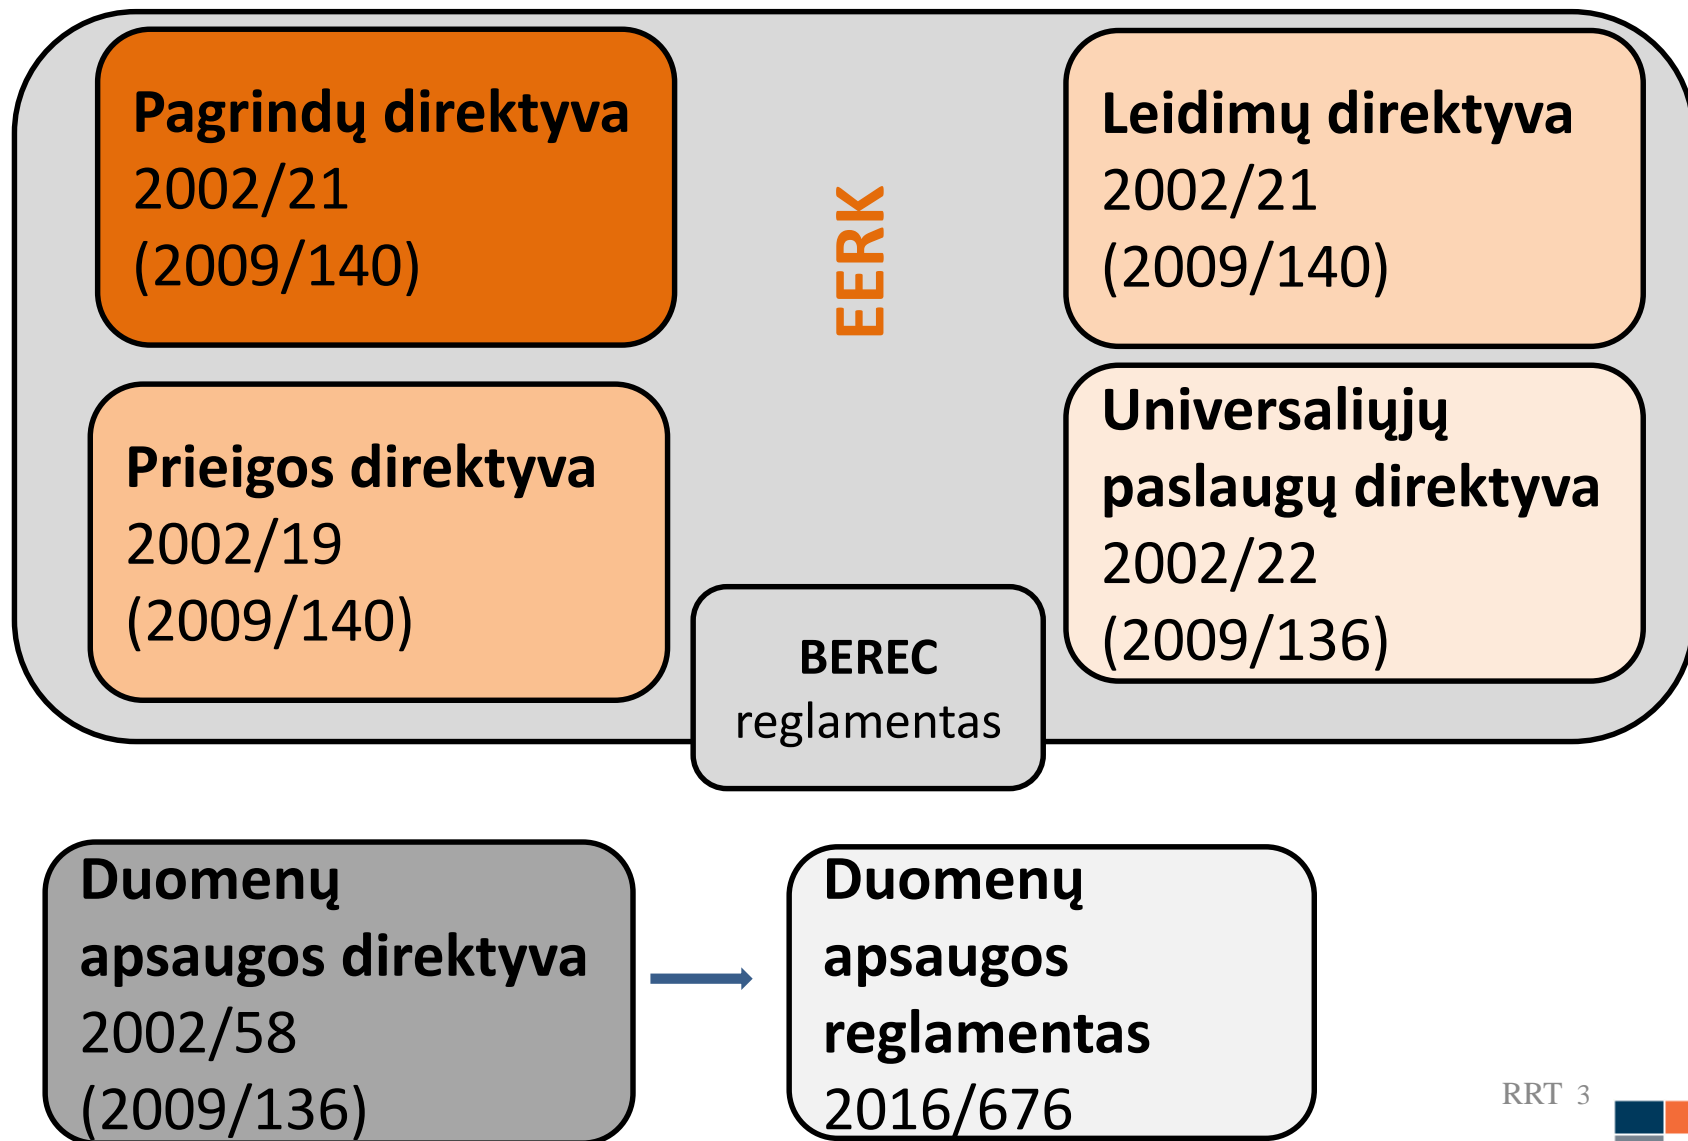 Pagrindų direktyva
2002/21
(2009/140)
EERK
Leidimų direktyva
2002/21
(2009/140)
Prieigos direktyva
2002/19
(2009/140)
Universaliųjų
paslaugų direktyva
2002/22
(2009/136)
BEREC
reglamentas
Duomenų
apsaugos direktyva
2002/58
(2009/136)
Duomenų
apsaugos
reglamentas
2016/676
RRT 3